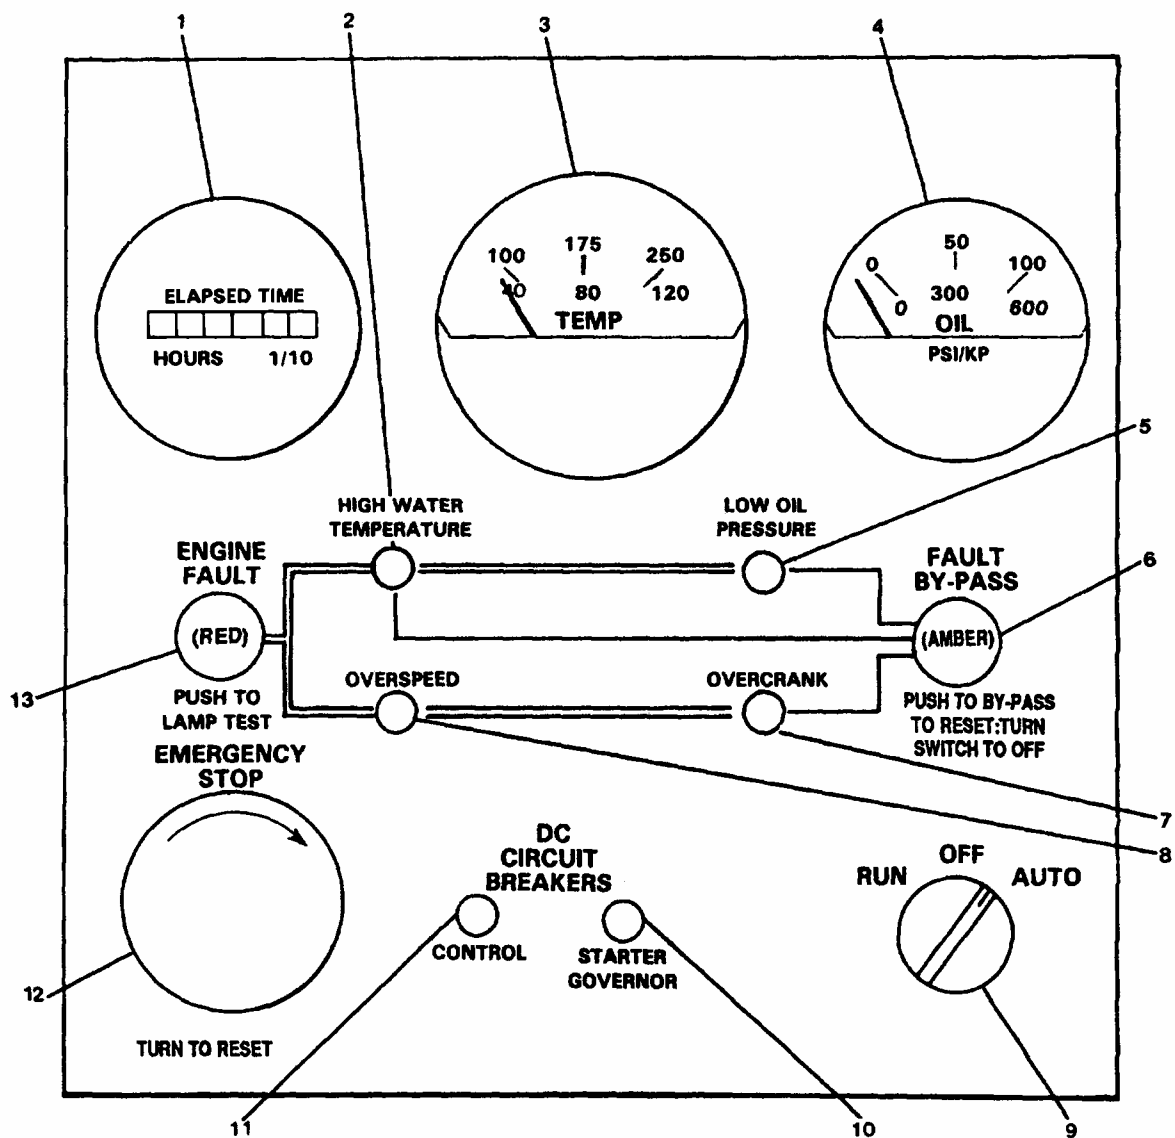 1
2
3
4
ELAPSED TIME
HOURS 1/10
100 175 250
40 80 120
TEMP
0 50 100
0 300 600
OIL
PSI/KP
5
HIGH WATER
TEMPERATURE
LOW OIL
PRESSURE
ENGINE
FAULT
(RED)
FAULT
BY-PASS
(AMBER)
6
13
PUSH TO
LAMP TEST
OVERSPEED
OVERCRANK
PUSH TO BY-PASS
TO RESET:TURN
SWITCH TO OFF
EMERGENCY
STOP
7
8
DC
CIRCUIT
BREAKERS
CONTROL
STARTER
GOVERNOR
RUN OFF AUTO
12
TURN TO RESET
11
10
9